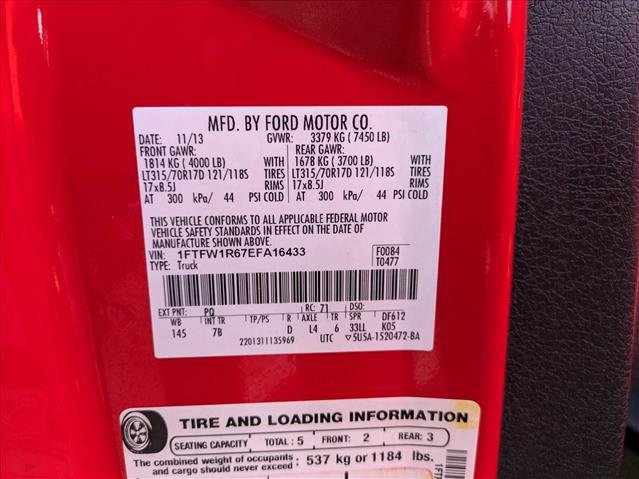 MFD. BY FORD MOTOR CO.
DATE: 11/13 GVWR: 3379 KG ( 7450 LB)
FRONT GAWR: REAR GAWR:
1814 KG ( 4000 LB) WITH 1678 KG ( 3700 LB) WITH
LT315/70R17D 121/118S TIRES LT315/70R17D 121/118S TIRES
17x8.5J RIMS 17x8.5J RIMS
AT 300 kPa/ 44 PSI COLD AT 300 kPa/ 44 PSI COLD
THIS VEHICLE CONFORMS TO ALL APPLICABLE FEDERAL MOTOR
VEHICLE SAFETY STANDARDS IN EFFECT ON THE DATE OF
MANUFACTURE SHOWN ABOVE.
VIN: 1FTFW1R67EFA16433 F0084
TYPE: Truck T0477
EXT PNT: PQ RC: 71 DSO:
WB INT TR TP/PS R AXLE TR SPR DF612
145 7B D L4 6 33LL K05
2201311135969 UTC ▽5U5A-1520472-BA
TIRE AND LOADING INFORMATION
SEATING CAPACITY TOTAL : 5 FRONT: 2 REAR: 3
The combined weight of occupants
and cargo should never exceed : 537 kg or 1184 lbs.
1FT